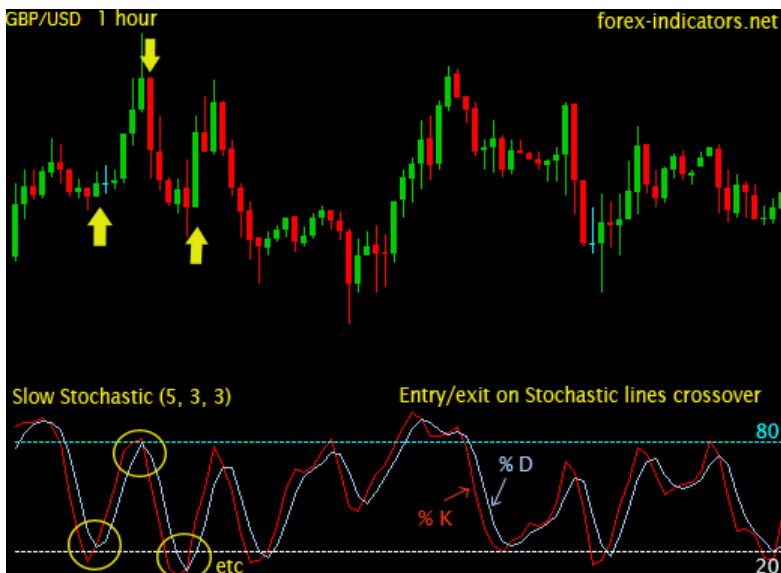 GBP/USD 1 hour
forex-indicators.net
Slow Stochastic (5, 3, 3)
Entry/exit on Stochastic lines crossover
80
% D
% K
etc
20